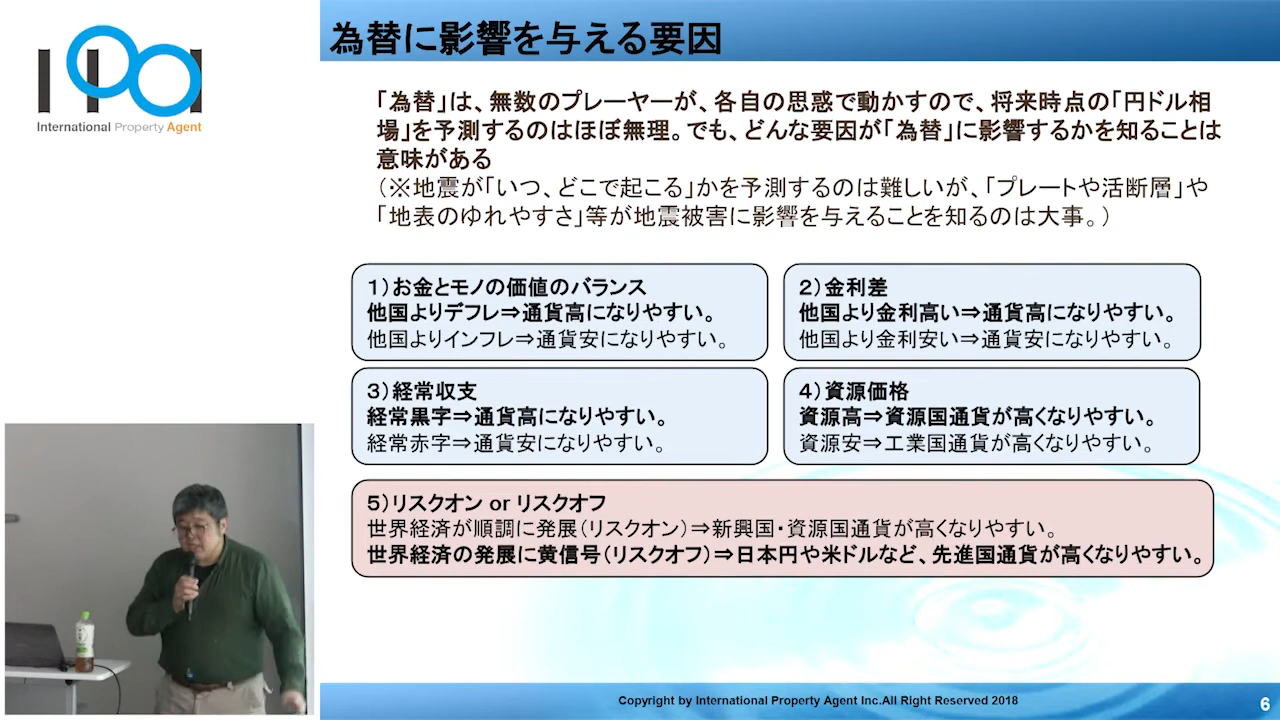 IPA
International Property Agent
為替に影響を与える要因
「為替」は、無数のプレーヤーが、各自の思惑で動かすので、将来時点の「円ドル相
場」を予測するのはほぼ無理。でも、どんな要因が「為替」に影響するかを知ることは
意味がある
(※地震が「いつ、どこで起こる」かを予測するのは難しいが、「プレートや活断層」や
「地表のゆれやすさ」等が地震被害に影響を与えることを知るのは大事。)
1)お金とモノの価値のバランス
他国よりデフレ⇒通貨高になりやすい。
他国よりインフレ⇒通貨安になりやすい。
2)金利差
他国より金利高い⇒通貨高になりやすい。
他国より金利安い⇒通貨安になりやすい。
3)経常収支
経常黒字⇒通貨高になりやすい。
経常赤字⇒通貨安になりやすい。
4)資源価格
資源高⇒資源国通貨が高くなりやすい。
資源安⇒工業国通貨が高くなりやすい。
5)リスクオン or リスクオフ
世界経済が順調に発展(リスクオン)⇒新興国・資源国通貨が高くなりやすい。
世界経済の発展に黄信号(リスクオフ)⇒日本円や米ドルなど、先進国通貨が高くなりやすい。
Copyright by International Property Agent Inc.All Right Reserved 2018
6